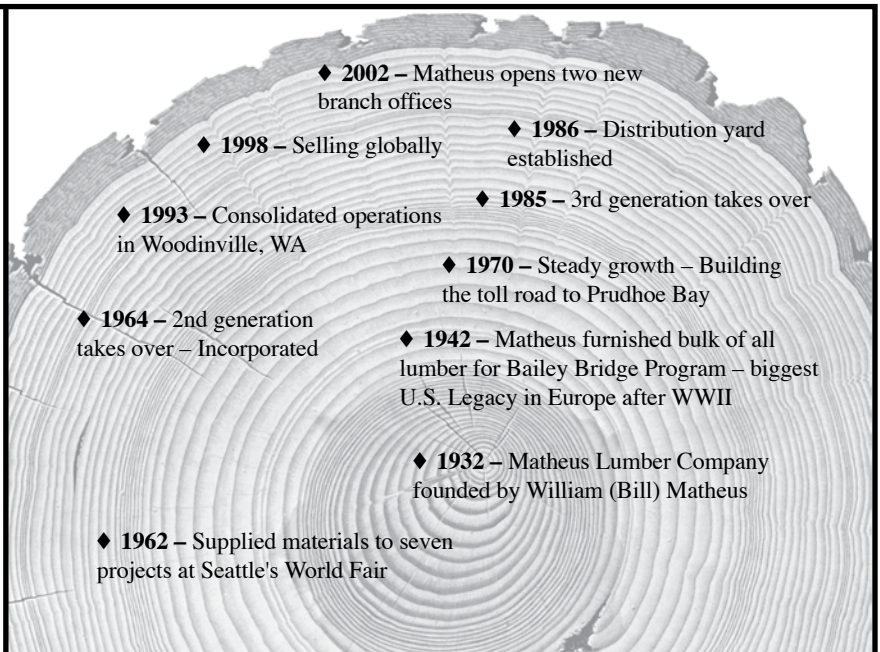 ♦ 2002 – Matheus opens two new
branch offices
♦ 1998 – Selling globally
♦ 1986 – Distribution yard
established
♦ 1993 – Consolidated operations
in Woodinville, WA
♦ 1985 – 3rd generation takes over
♦ 1970 – Steady growth – Building
the toll road to Prudhoe Bay
♦ 1964 – 2nd generation
takes over – Incorporated
♦ 1942 – Matheus furnished bulk of all
lumber for Bailey Bridge Program – biggest
U.S. Legacy in Europe after WWII
♦ 1932 – Matheus Lumber Company
founded by William (Bill) Matheus
♦ 1962 – Supplied materials to seven
projects at Seattle's World Fair